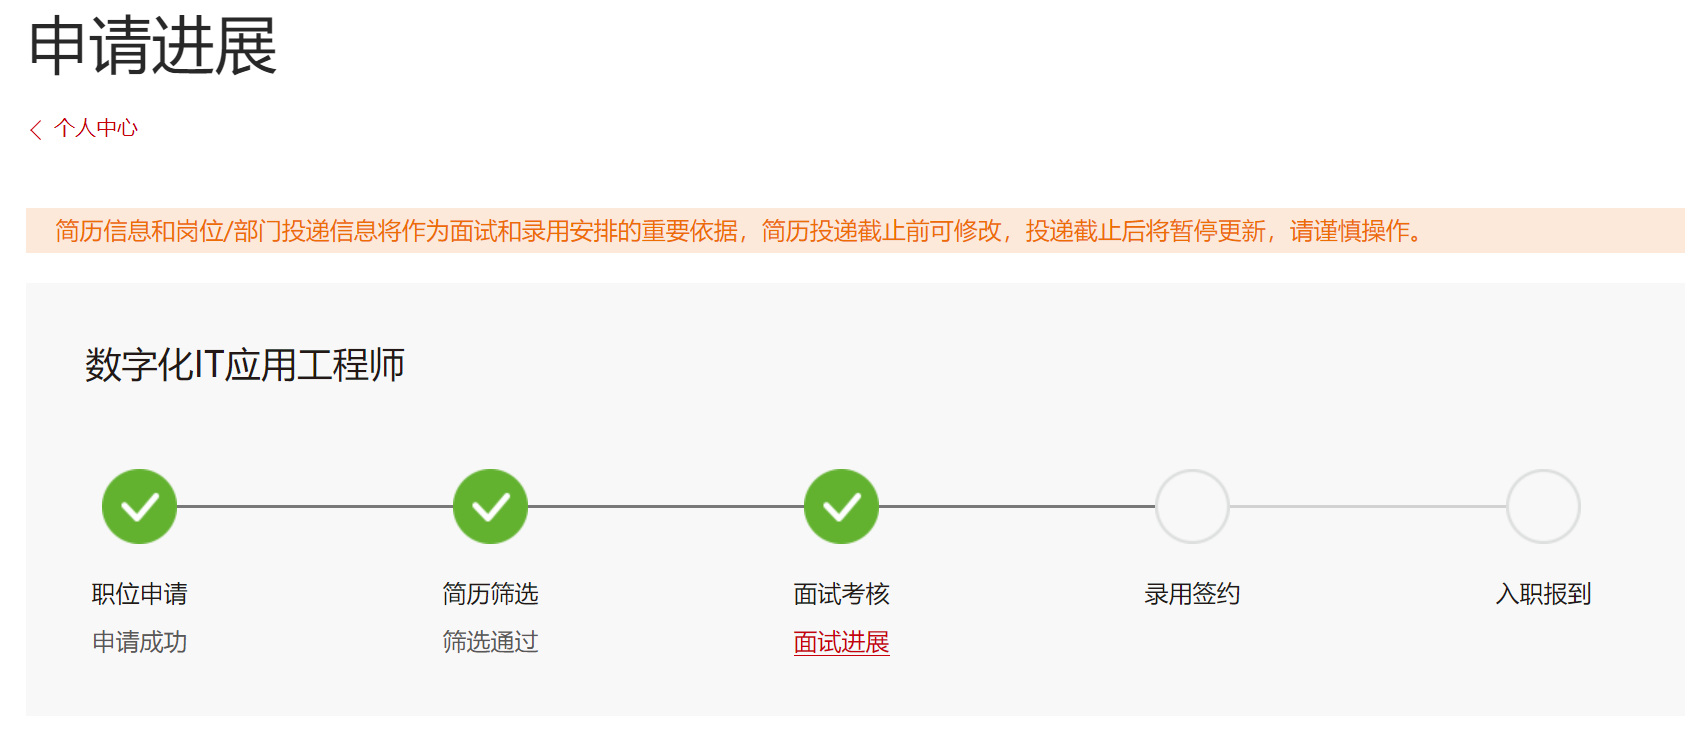 申请进展
个人中心
简历信息和岗位/部门投递信息将作为面试和录用安排的重要依据，简历投递截止前可修改，投递截止后将暂停更新，请谨慎操作。
数字化IT应用工程师
职位申请
简历筛选
面试考核
录用签约
入职报到
申请成功
筛选通过
面试进展